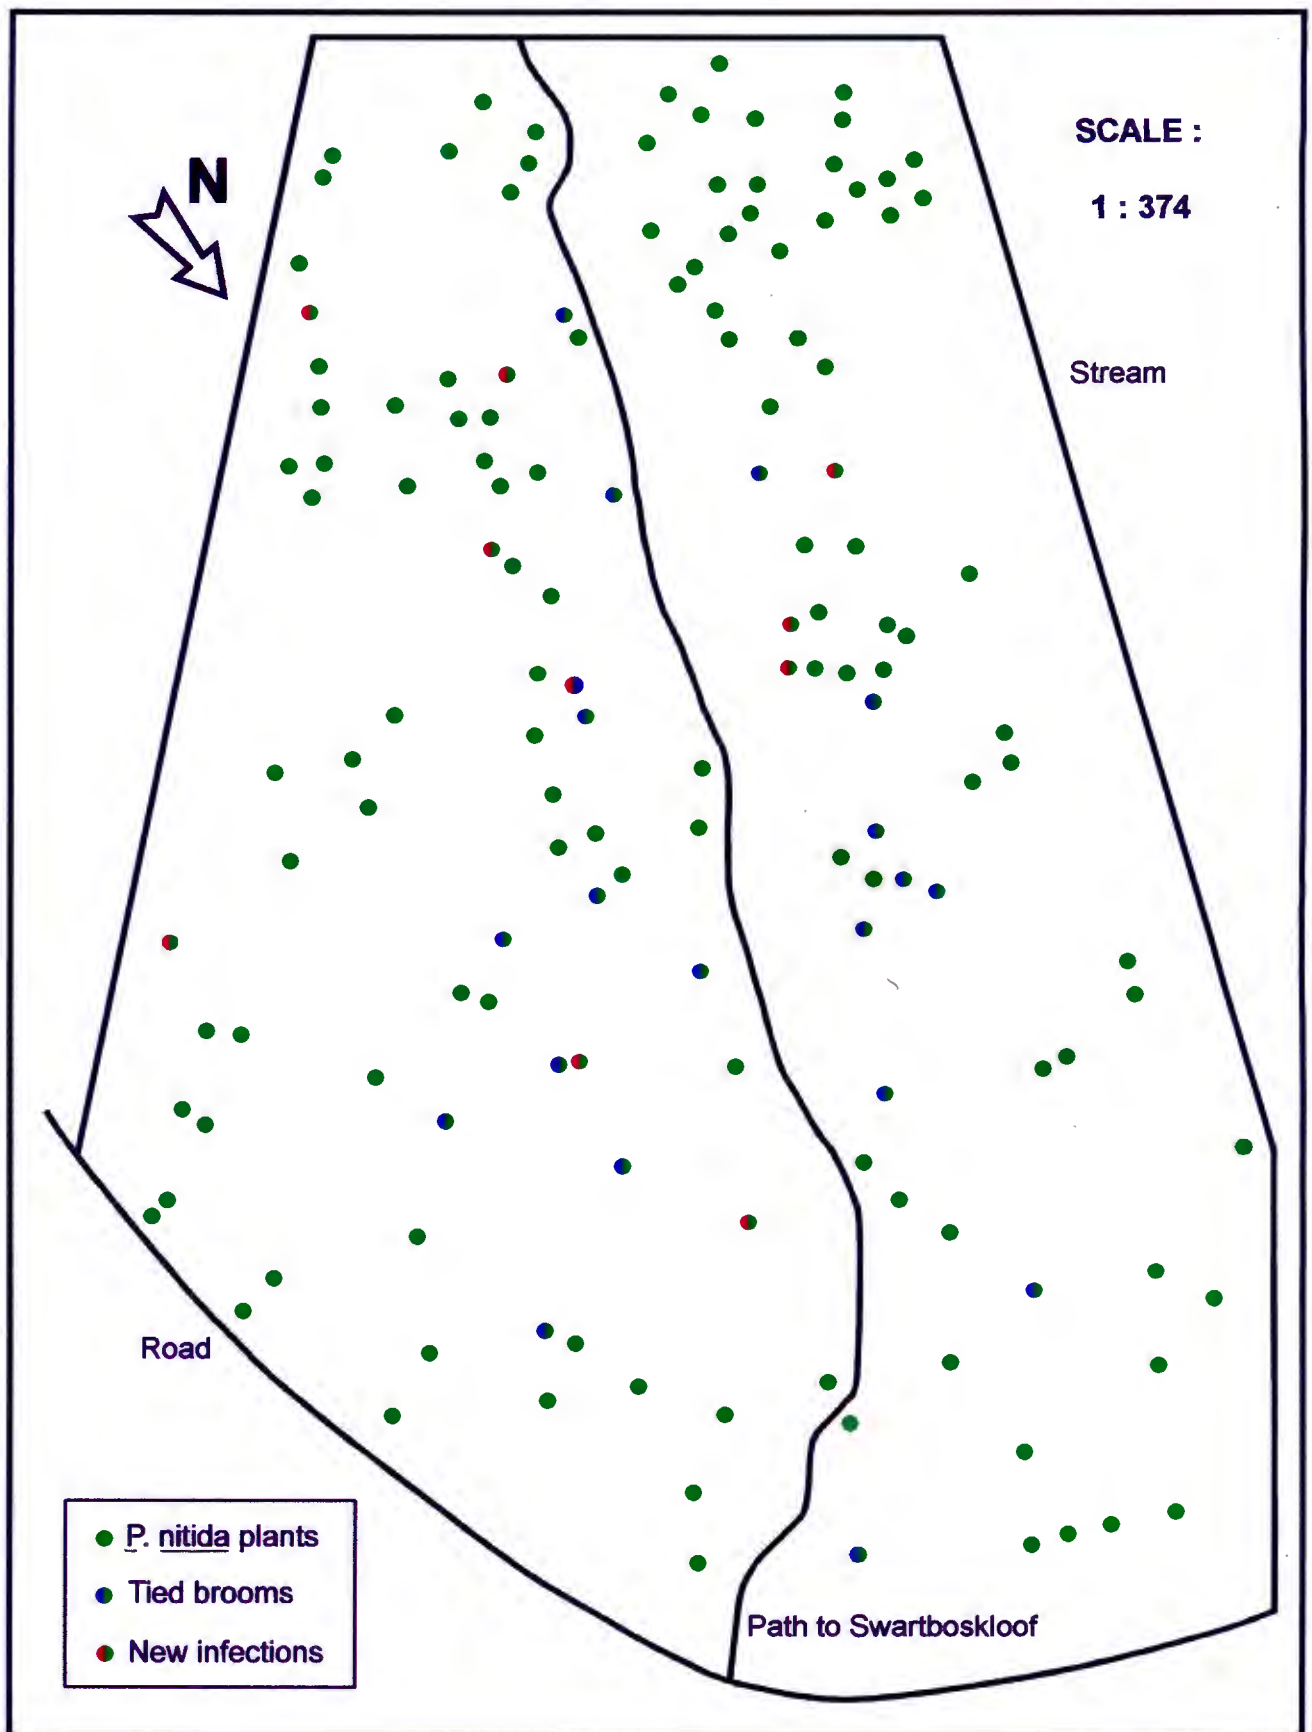 N
SCALE :
1 : 374
Stream
Road
P. nitida plants
Tied brooms
New infections
Path to Swartboskloof